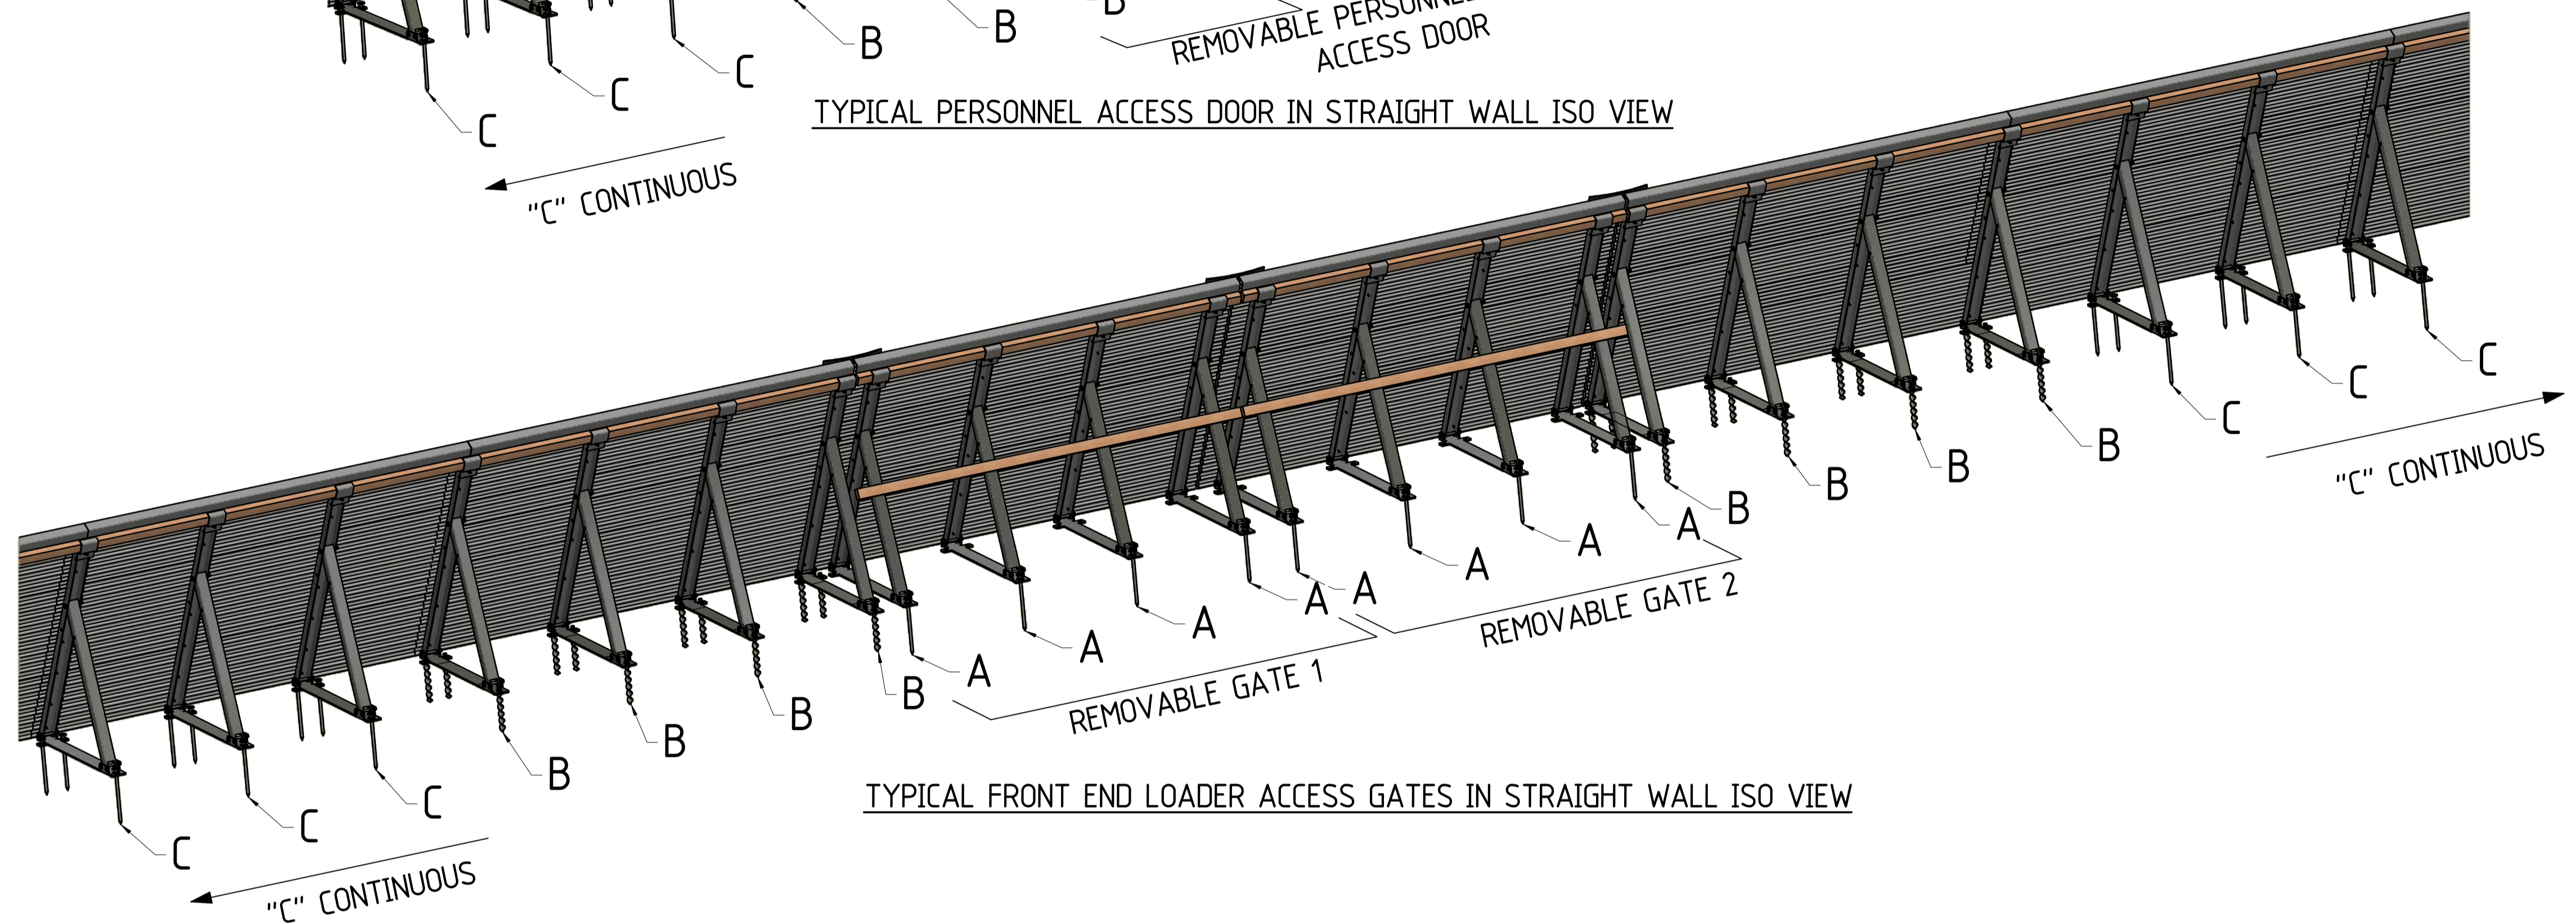 B
B
B
REMOVABLE PERSONNEL
ACCESS DOOR
C
C
C
TYPICAL PERSONNEL ACCESS DOOR IN STRAIGHT WALL ISO VIEW
"C" CONTINUOUS
C
C
C
"C" CONTINUOUS
B
B
B
B
A
A
A
A
REMOVABLE GATE 2
A
A
A
A
REMOVABLE GATE 1
B
B
B
B
C
C
C
"C" CONTINUOUS
TYPICAL FRONT END LOADER ACCESS GATES IN STRAIGHT WALL ISO VIEW